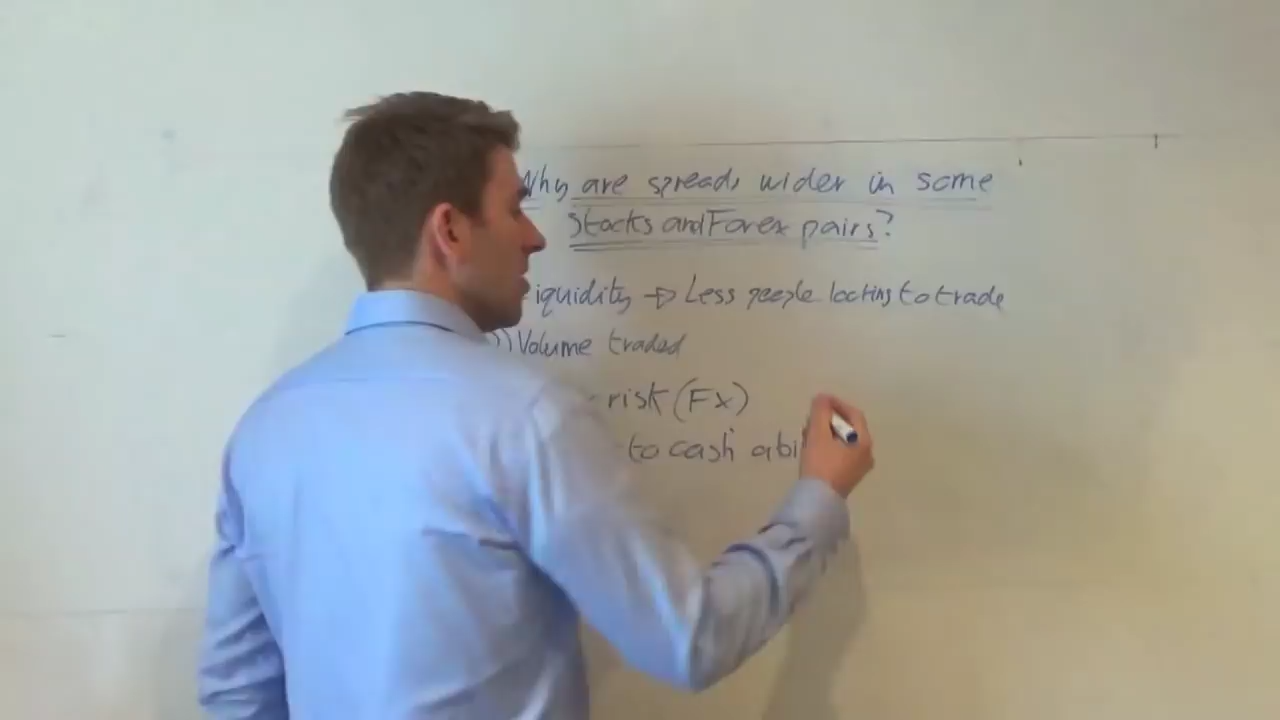 Why are spreads wider in some
stocks and Forex pairs?
iquidity → Less people looking to trade
) Volume traded
risk (FX)
to cash abi